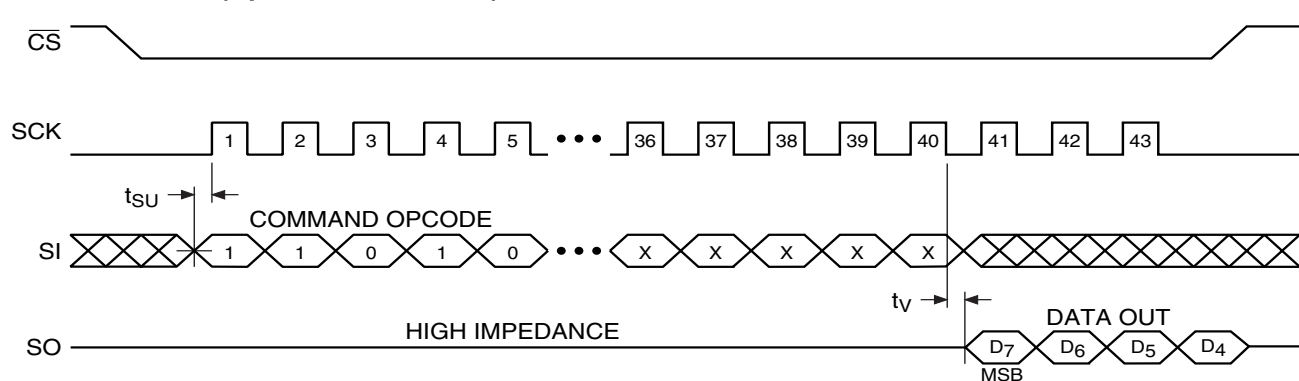 CS
SCK 1 2 3 4 5 ••• 36 37 38 39 40 41 42 43
tSU
COMMAND OPCODE
SI 1 1 0 1 0 ••• X X X X X
tV
HIGH IMPEDANCE DATA OUT
SO D7 D6 D5 D4
MSB